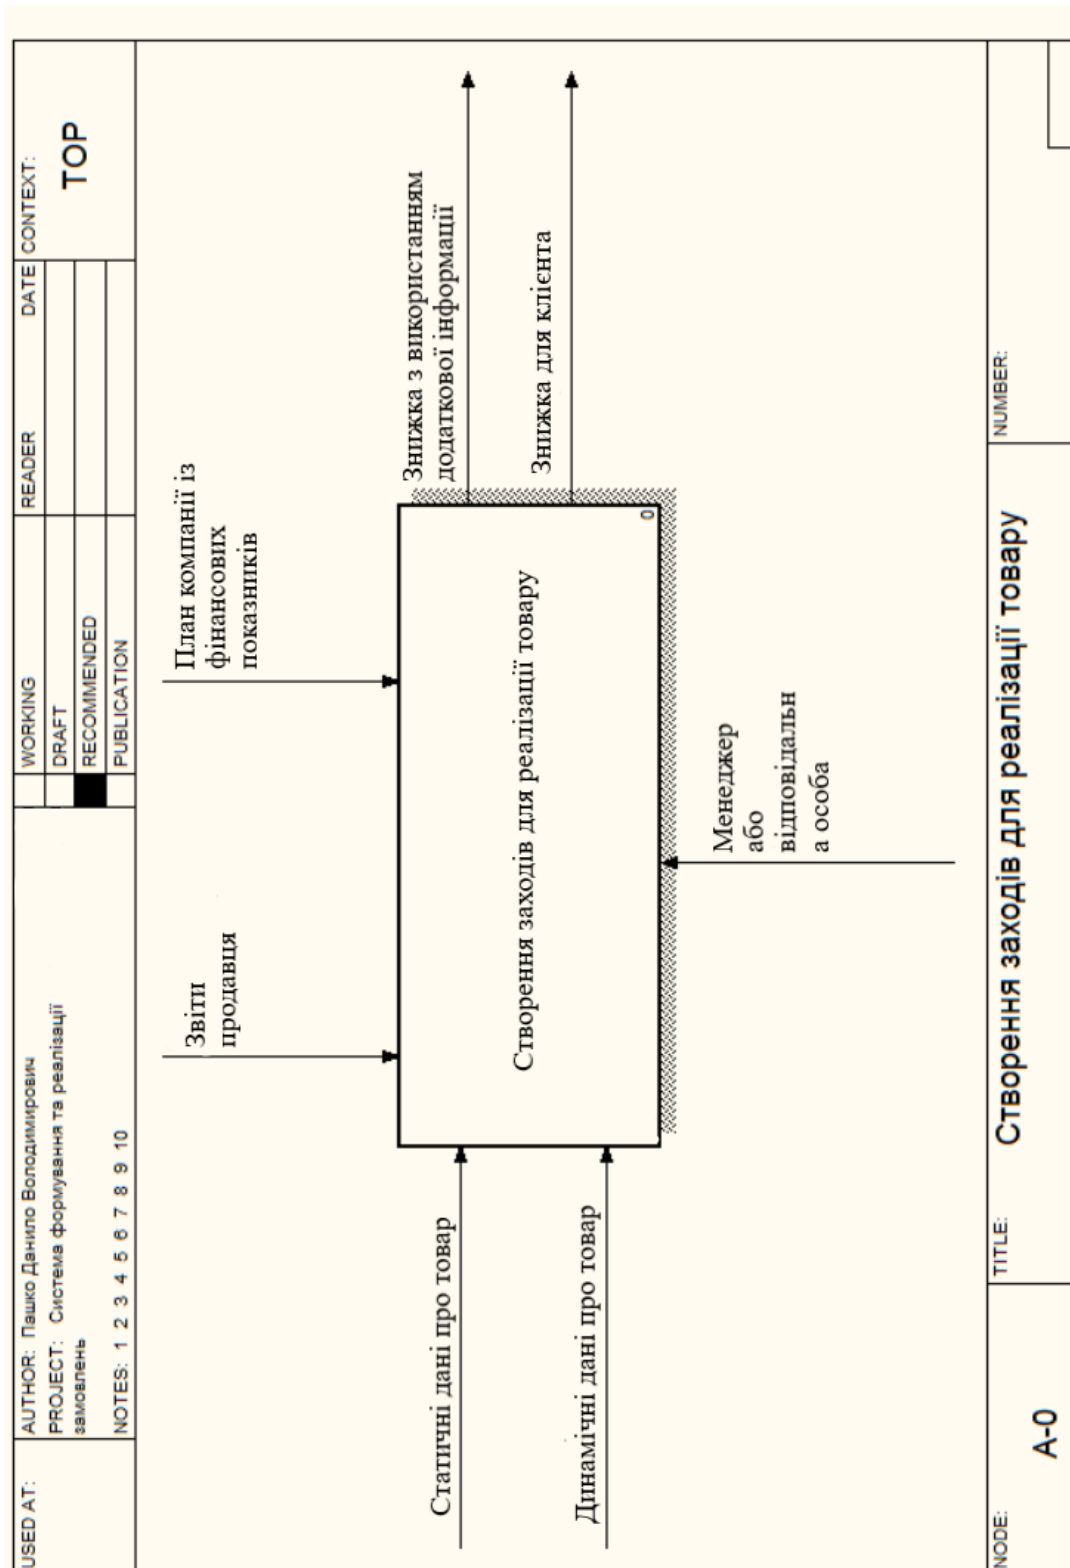 USED AT:
AUTHOR: Пашко Данило Володимирович
PROJECT: Система формування та реалізації
замовлень
NOTES: 1 2 3 4 5 6 7 8 9 10
WORKING
DRAFT
RECOMMENDED
PUBLICATION
READER
DATE
CONTEXT:
TOP
Звіти
продавця
План компанії із
фінансових
показників
Статичні дані про товар
Динамічні дані про товар
Створення заходів для реалізації товару
0
Знижка з використанням
додаткової інформації
Знижка для клієнта
Менеджер
або
відповідальн
а особа
NODE:
A-0
TITLE:
Створення заходів для реалізації товару
NUMBER: